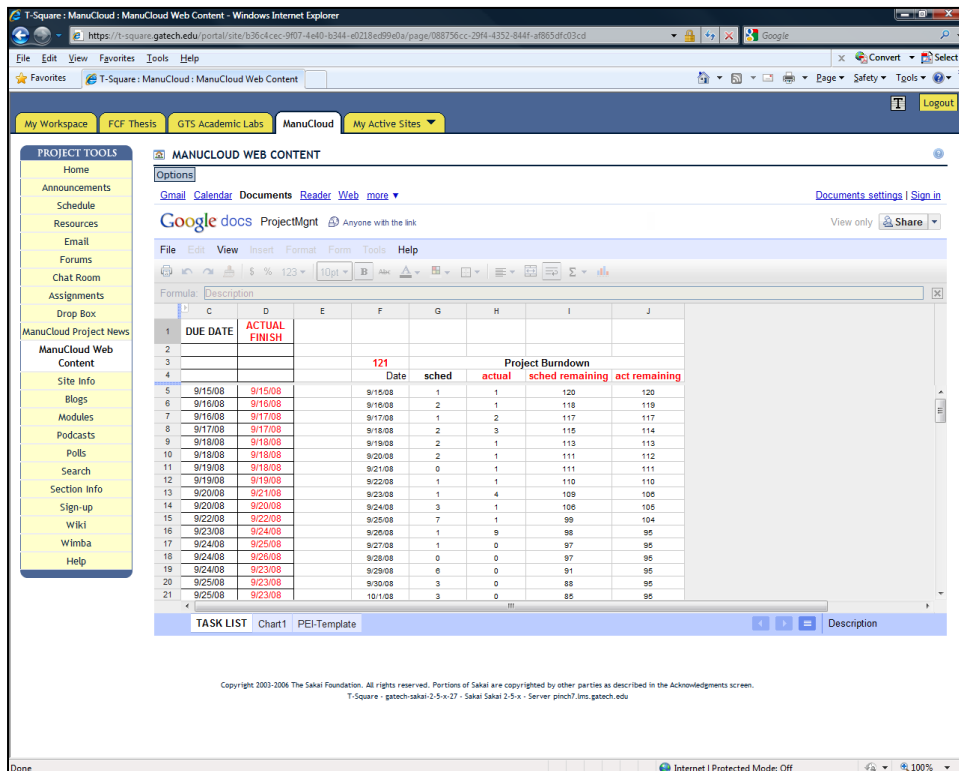 T-Square : ManuCloud : ManuCloud Web Content - Windows Internet Explorer
https://t-square.gatech.edu/portal/site/b36c4cec-9f07-4e40-b344-e0218ed99e0a/page/088756cc-29f4-4352-844f-af865dfc03cd
Google
File Edit View Favorites Tools Help
x Convert Select
Favorites T-Square : ManuCloud : ManuCloud Web Content Page Safety Tools
T Logout
My Workspace FCF Thesis GTS Academic Labs ManuCloud My Active Sites
PROJECT TOOLS
Home
Announcements
Schedule
Resources
Email
Forums
Chat Room
Assignments
Drop Box
ManuCloud Project News
ManuCloud Web
Content
Site Info
Blogs
Modules
Podcasts
Polls
Search
Section Info
Sign-up
Wiki
Wimba
Help
MANUCLOUD WEB CONTENT
Options
Gmail Calendar Documents Reader Web more Documents settings | Sign in
Google docs ProjectMgnt Anyone with the link View only Share
File Edit View Insert Format Form Tools Help
$ % 123 10pt B Abc A Σ
Formula: Description
C D E F G H I J
1 DUE DATE ACTUAL FINISH
2
3 121 Project Burndown
4 Date sched actual sched remaining act remaining
5 9/15/08 9/15/08 9/15/08 1 1 120 120
6 9/16/08 9/16/08 9/16/08 2 1 118 119
7 9/16/08 9/17/08 9/17/08 1 2 117 117
8 9/17/08 9/17/08 9/18/08 2 3 115 114
9 9/18/08 9/18/08 9/19/08 2 1 113 113
10 9/18/08 9/18/08 9/20/08 2 1 111 112
11 9/19/08 9/18/08 9/21/08 0 1 111 111
12 9/19/08 9/19/08 9/22/08 1 1 110 110
13 9/20/08 9/21/08 9/23/08 1 4 109 106
14 9/20/08 9/20/08 9/24/08 3 1 106 105
15 9/22/08 9/22/08 9/25/08 7 1 99 104
16 9/23/08 9/24/08 9/26/08 1 9 98 95
17 9/24/08 9/25/08 9/27/08 1 0 97 95
18 9/24/08 9/26/08 9/28/08 0 0 97 95
19 9/24/08 9/23/08 9/29/08 6 0 91 95
20 9/25/08 9/23/08 9/30/08 3 0 88 95
21 9/25/08 9/23/08 10/1/08 3 0 85 95
TASK LIST Chart1 PEI-Template Description
Copyright 2003-2006 The Sakai Foundation. All rights reserved. Portions of Sakai are copyrighted by other parties as described in the Acknowledgments screen.
T-Square - gatech-sakai-2-5-x-27 - Sakai Sakai 2-5-x - Server pinch7.lms.gatech.edu
Done Internet | Protected Mode: Off 100%